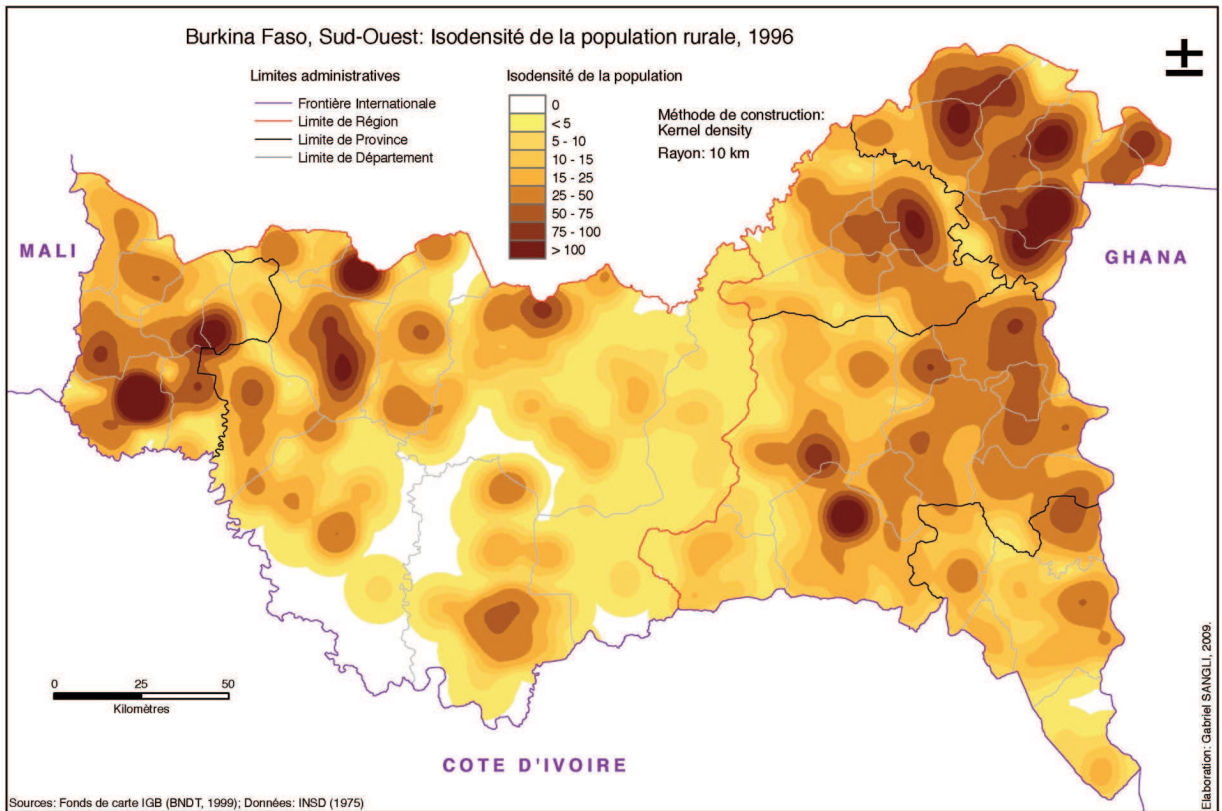 Burkina Faso, Sud-Ouest: Isodensité de la population rurale, 1996
Limites administratives
Frontière Internationale
Limite de Région
Limite de Province
Limite de Département
Isodensité de la population
0
< 5
5 - 10
10 - 15
15 - 25
25 - 50
50 - 75
75 - 100
> 100
Méthode de construction:
Kernel density
Rayon: 10 km
MALI
GHANA
COTE D'IVOIRE
0 25 50
Kilomètres
Sources: Fonds de carte IGB (BNDT, 1999); Données: INSD (1975)
Elaboration: Gabriel SANGLI, 2009.